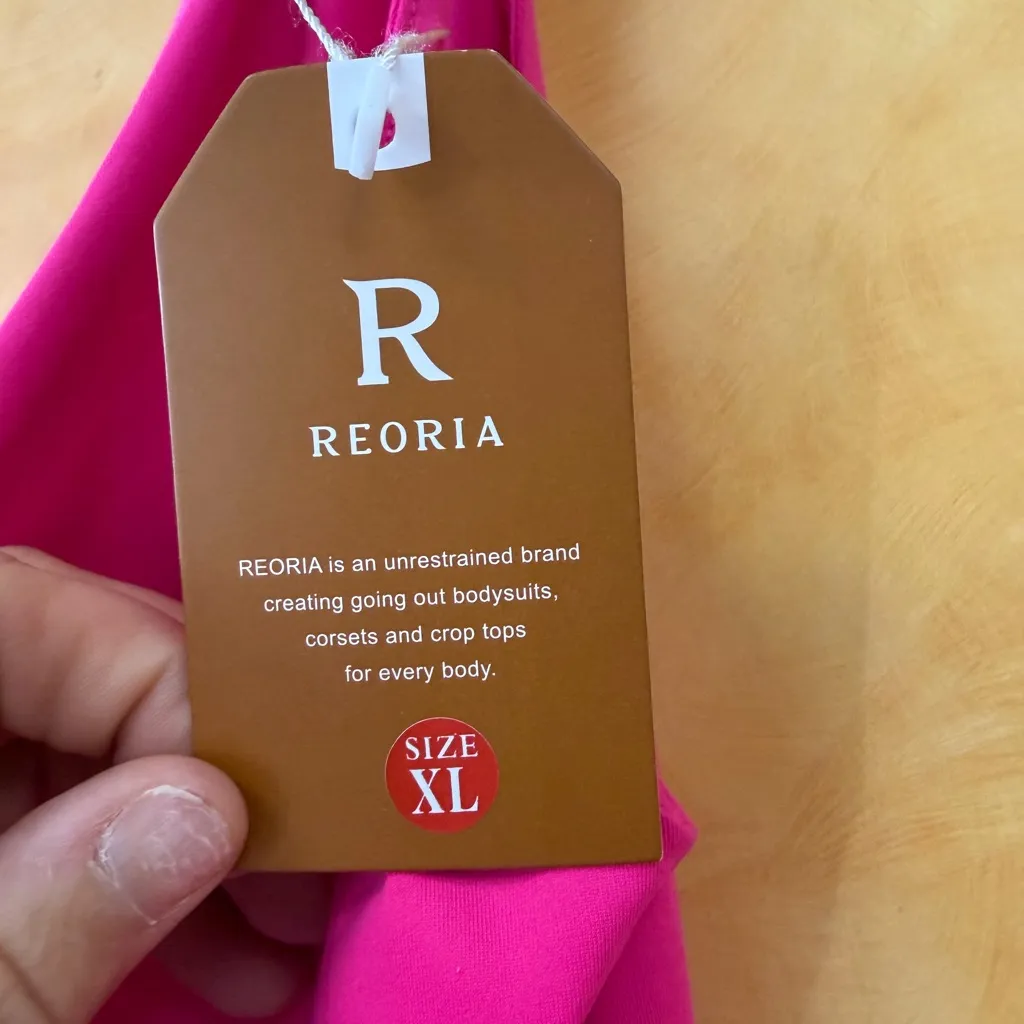 R
REORIA
REORIA is an unrestrained brand
creating going out bodysuits,
corsets and crop tops
for every body.
SIZE
XL